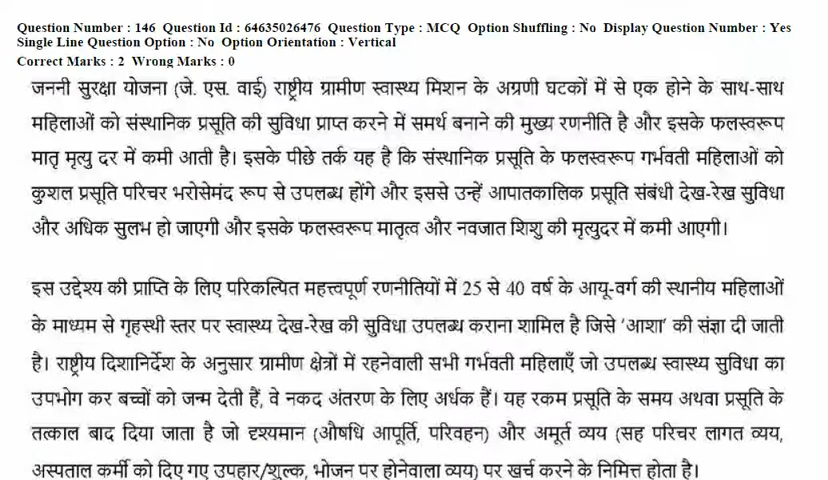 Question Number : 146 Question Id : 64635026476 Question Type : MCQ Option Shuffling : No Display Question Number : Yes
Single Line Question Option : No Option Orientation : Vertical
Correct Marks : 2 Wrong Marks : 0
जननी सुरक्षा योजना (जे. एस. वाई) राष्ट्रीय ग्रामीण स्वास्थ्य मिशन के अग्रणी घटकों में से एक होने के साथ-साथ
महिलाओं को संस्थानिक प्रसूति की सुविधा प्राप्त करने में समर्थ बनाने की मुख्य रणनीति है और इसके फलस्वरूप
मातृ मृत्यु दर में कमी आती है। इसके पीछे तर्क यह है कि संस्थानिक प्रसूति के फलस्वरूप गर्भवती महिलाओं को
कुशल प्रसूति परिचर भरोसेमंद रूप से उपलब्ध होंगे और इससे उन्हें आपातकालिक प्रसूति संबंधी देख-रेख सुविधा
और अधिक सुलभ हो जाएगी और इसके फलस्वरूप मातृत्व और नवजात शिशु की मृत्युदर में कमी आएगी।
इस उद्देश्य की प्राप्ति के लिए परिकल्पित महत्त्वपूर्ण रणनीतियों में 25 से 40 वर्ष के आयू-वर्ग की स्थानीय महिलाओं
के माध्यम से गृहस्थी स्तर पर स्वास्थ्य देख-रेख की सुविधा उपलब्ध कराना शामिल है जिसे ‘आशा’ की संज्ञा दी जाती
है। राष्ट्रीय दिशानिर्देश के अनुसार ग्रामीण क्षेत्रों में रहनेवाली सभी गर्भवती महिलाएँ जो उपलब्ध स्वास्थ्य सुविधा का
उपभोग कर बच्चों को जन्म देती हैं, वे नकद अंतरण के लिए अर्धक हैं। यह रकम प्रसूति के समय अथवा प्रसूति के
तत्काल बाद दिया जाता है जो दृश्यमान (औषधि आपूर्ति, परिवहन) और अमूर्त व्यय (सह परिचर लागत व्यय,
अस्पताल कर्मी को दिए गए उपहार/शुल्क, भोजन पर होनेवाला व्यय) पर खर्च करने के निमित्त होता है।